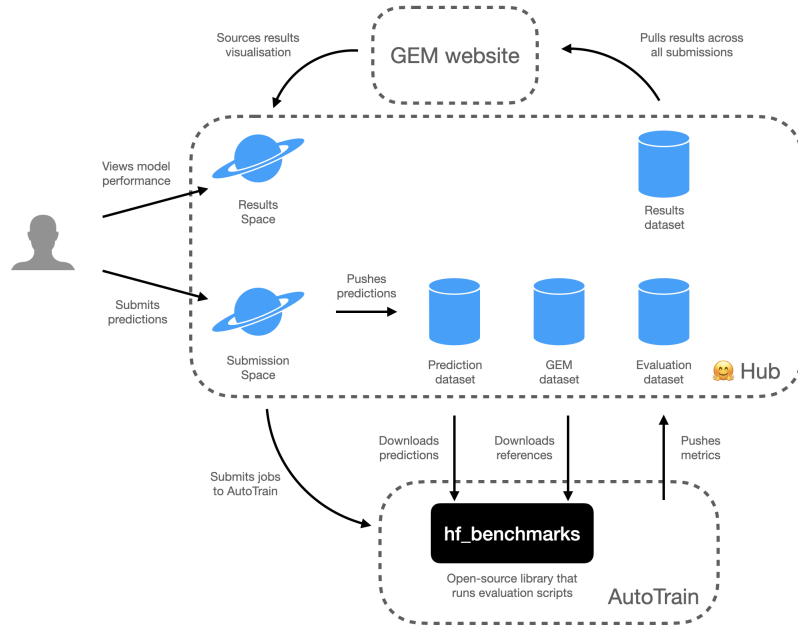 Sources results
visualisation
GEM website
Pulls results across
all submissions
Views model
performance
Results
Space
Results
dataset
Submits
predictions
Pushes
predictions
Submission
Space
Prediction
dataset
GEM
dataset
Evaluation
dataset
Hub
Submits jobs
to AutoTrain
Downloads
predictions
Downloads
references
Pushes
metrics
hf_benchmarks
Open-source library that
runs evaluation scripts
AutoTrain